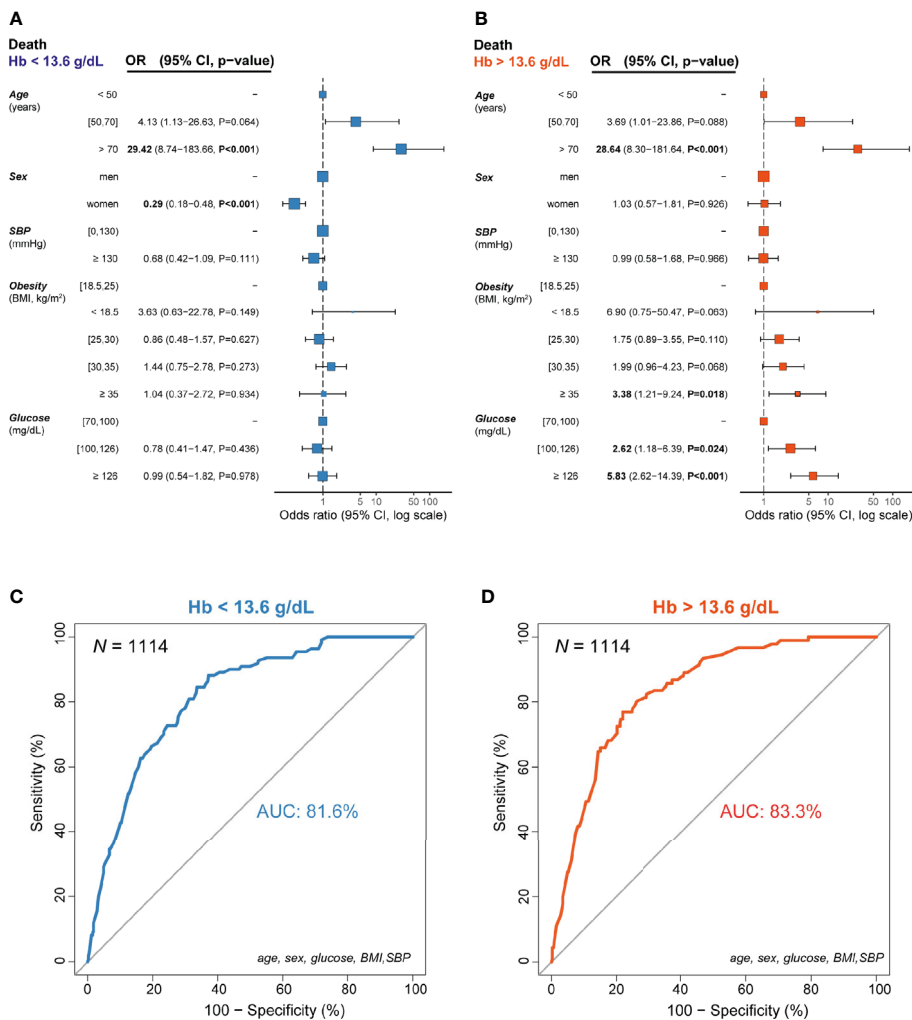 A
Death
Hb < 13.6 g/dL OR (95% CI, p−value)
Age < 50 −
(years)
[50,70] 4.13 (1.13−26.63, P=0.064)
> 70 29.42 (8.74−183.66, P<0.001)
Sex men −
women 0.29 (0.18−0.48, P<0.001)
SBP [0,130) −
(mmHg)
≥ 130 0.68 (0.42−1.09, P=0.111)
Obesity [18.5,25) −
(BMI, kg/m²)
< 18.5 3.63 (0.63−22.78, P=0.149)
[25,30) 0.86 (0.48−1.57, P=0.627)
[30,35) 1.44 (0.75−2.78, P=0.273)
≥ 35 1.04 (0.37−2.72, P=0.934)
Glucose [70,100) −
(mg/dL)
[100,126) 0.78 (0.41−1.47, P=0.436)
≥ 126 0.99 (0.54−1.82, P=0.978)
1 5 10 50 100
Odds ratio (95% CI, log scale)
B
Death
Hb > 13.6 g/dL OR (95% CI, p−value)
Age < 50 −
(years)
[50,70] 3.69 (1.01−23.86, P=0.088)
> 70 28.64 (8.30−181.64, P<0.001)
Sex men −
women 1.03 (0.57−1.81, P=0.926)
SBP [0,130) −
(mmHg)
≥ 130 0.99 (0.58−1.68, P=0.966)
Obesity [18.5,25) −
(BMI, kg/m²)
< 18.5 6.90 (0.75−50.47, P=0.063)
[25,30) 1.75 (0.89−3.55, P=0.110)
[30,35) 1.99 (0.96−4.23, P=0.068)
≥ 35 3.38 (1.21−9.24, P=0.018)
Glucose [70,100) −
(mg/dL)
[100,126) 2.62 (1.18−6.39, P=0.024)
≥ 126 5.83 (2.62−14.39, P<0.001)
1 5 10 50 100
Odds ratio (95% CI, log scale)
C
Hb < 13.6 g/dL
N = 1114
AUC: 81.6%
age, sex, glucose, BMI,SBP
Sensitivity (%)
100
80
60
40
20
0
0 20 40 60 80 100
100 − Specificity (%)
D
Hb > 13.6 g/dL
N = 1114
AUC: 83.3%
age, sex, glucose, BMI,SBP
Sensitivity (%)
100
80
60
40
20
0
0 20 40 60 80 100
100 − Specificity (%)